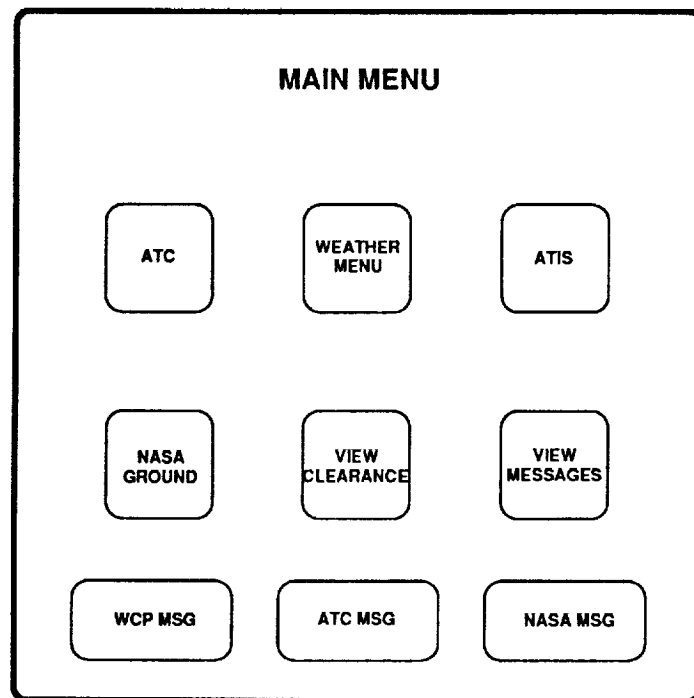 MAIN MENU
ATC
WEATHER
MENU
ATIS
NASA
GROUND
VIEW
CLEARANCE
VIEW
MESSAGES
WCP MSG
ATC MSG
NASA MSG